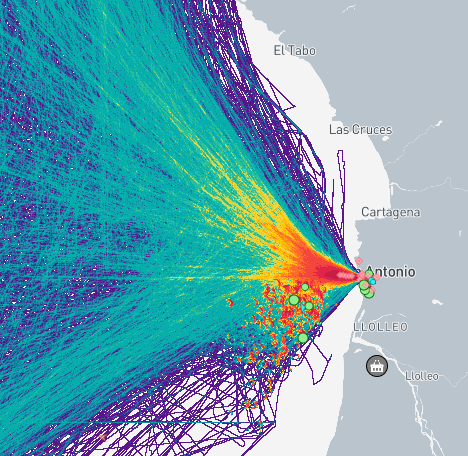 El Tabo
Las Cruces
Cartagena
Antonio
LLOLLEO
Llolleo